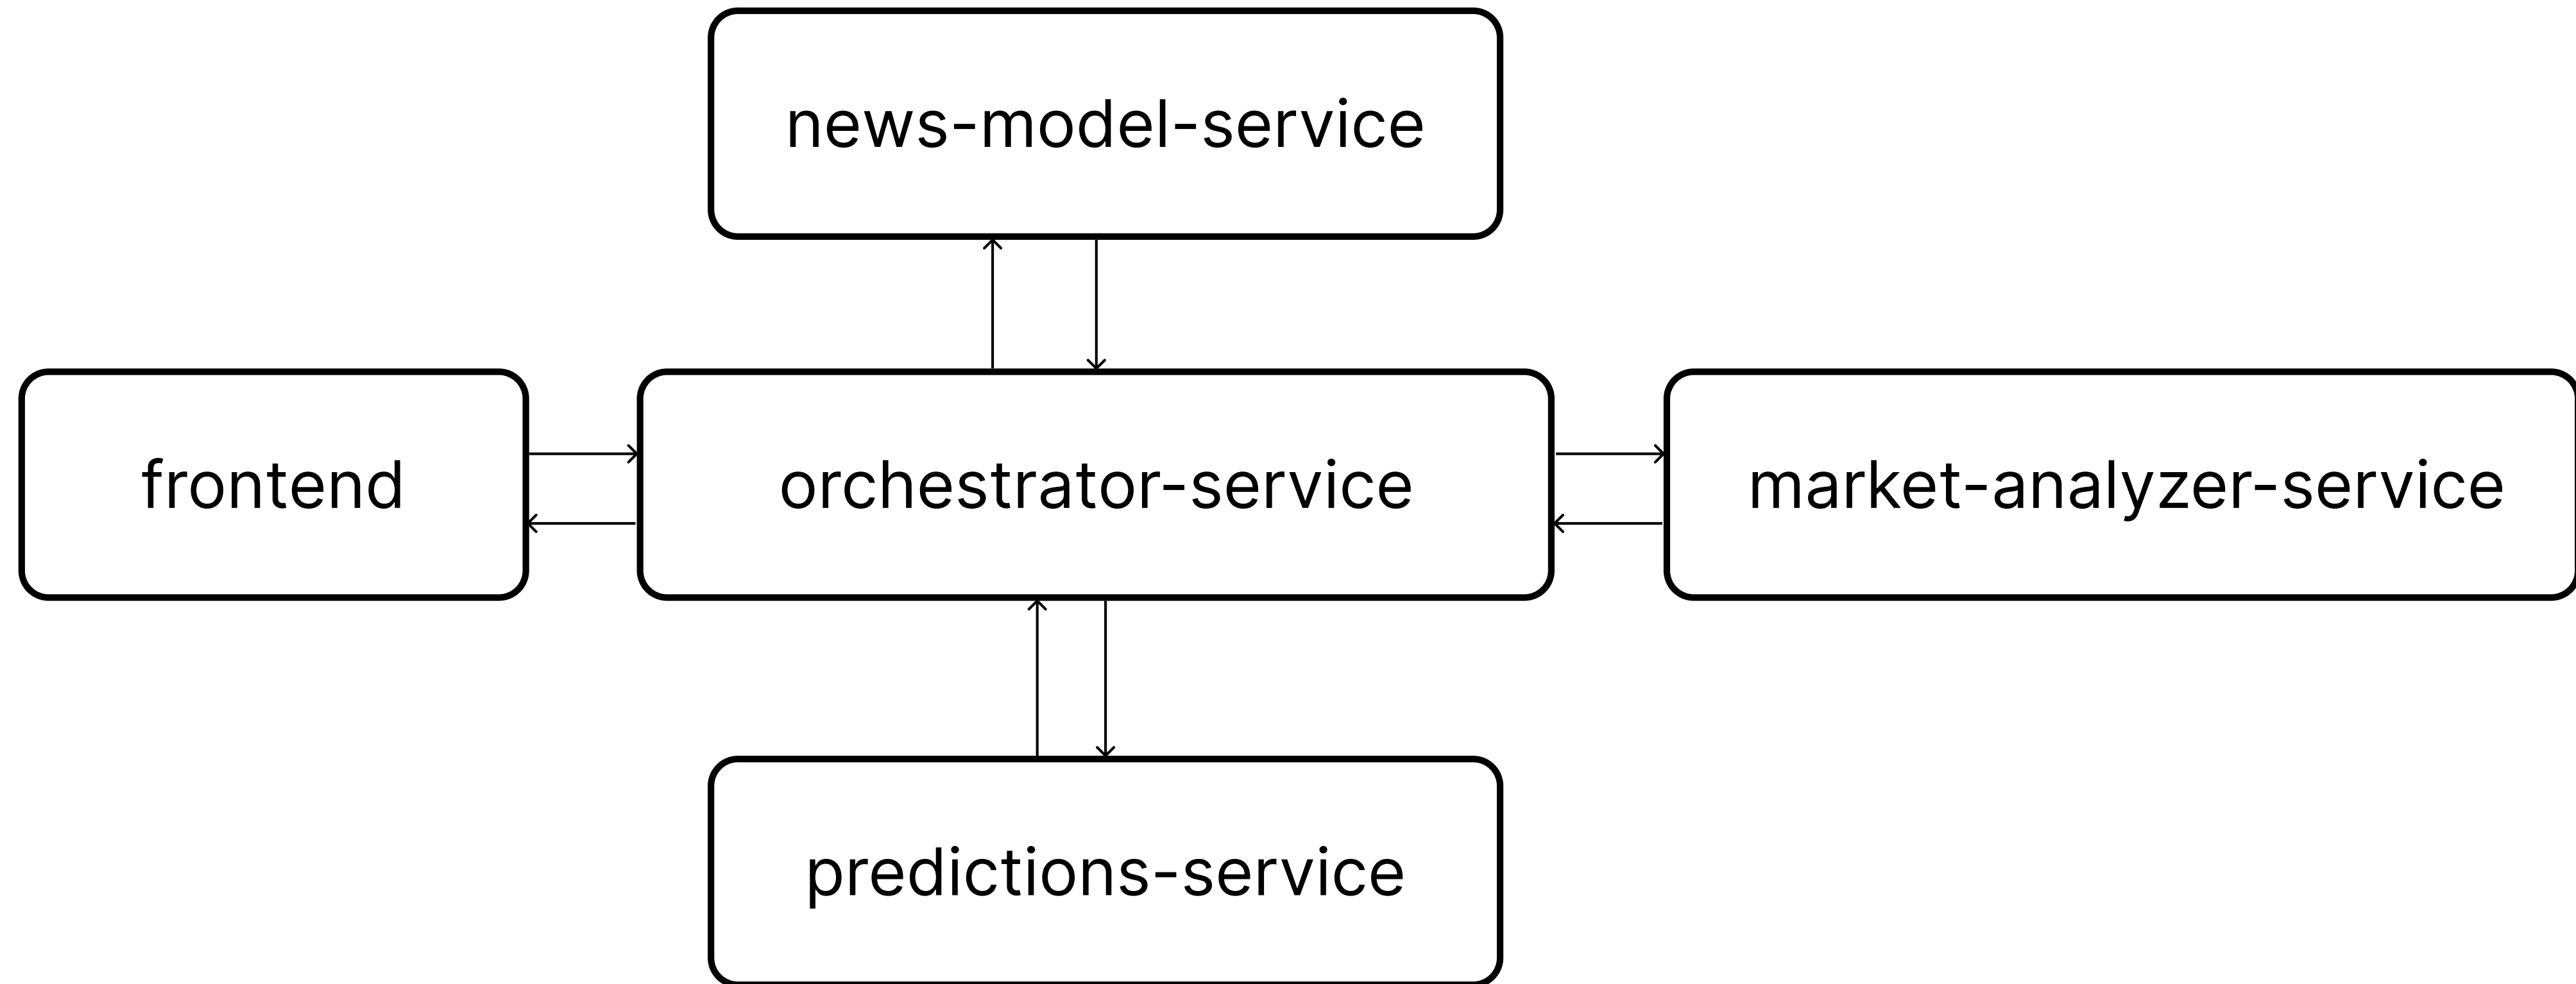 news-model-service
frontend
orchestrator-service
market-analyzer-service
predictions-service